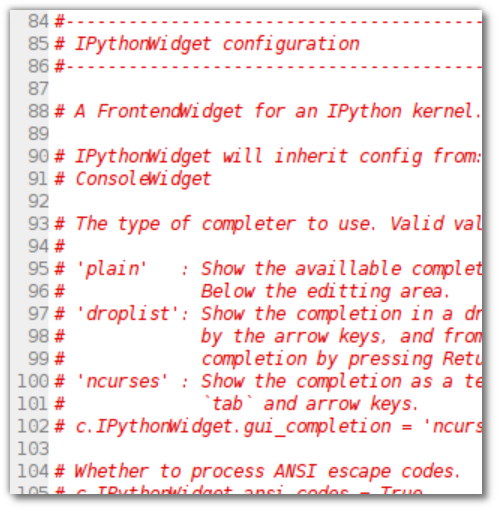 84 #--------------------------------------
85 # IPythonWidget configuration
86 #--------------------------------------
87
88 # A FrontendWidget for an IPython kernel.
89
90 # IPythonWidget will inherit config from:
91 # ConsoleWidget
92
93 # The type of completer to use. Valid val
94 #
95 # 'plain'   : Show the availlable complet
96 #             Below the editting area.
97 # 'droplist': Show the completion in a dr
98 #             by the arrow keys, and from
99 #             completion by pressing Retu
100 # 'ncurses' : Show the completion as a te
101 #             `tab` and arrow keys.
102 # c.IPythonWidget.gui_completion = 'ncurs
103
104 # Whether to process ANSI escape codes.
105 # c.IPythonWidget.ansi_codes = True